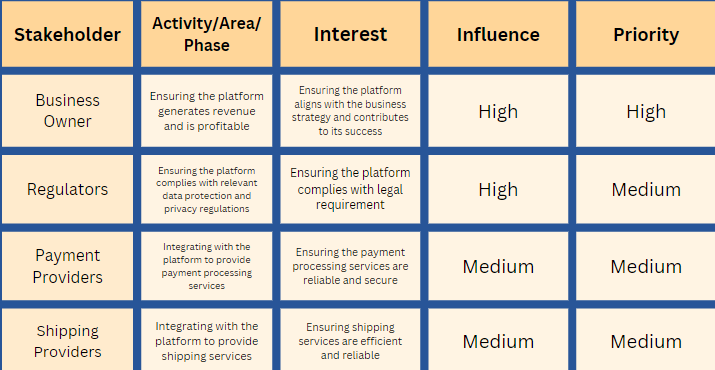 Stakeholder
Activity/Area/
Phase
Interest
Influence
Priority
Business
Owner
Ensuring the platform
generates revenue
and is profitable
Ensuring the platform
aligns with the business
strategy and contributes
to its success
High
High
Regulators
Ensuring the platform
complies with relevant
data protection and
privacy regulations
Ensuring the platform
complies with legal
requirement
High
Medium
Payment
Providers
Integrating with the
platform to provide
payment processing
services
Ensuring the payment
processing services are
reliable and secure
Medium
Medium
Shipping
Providers
Integrating with the
platform to provide
shipping services
Ensuring shipping
services are efficient
and reliable
Medium
Medium